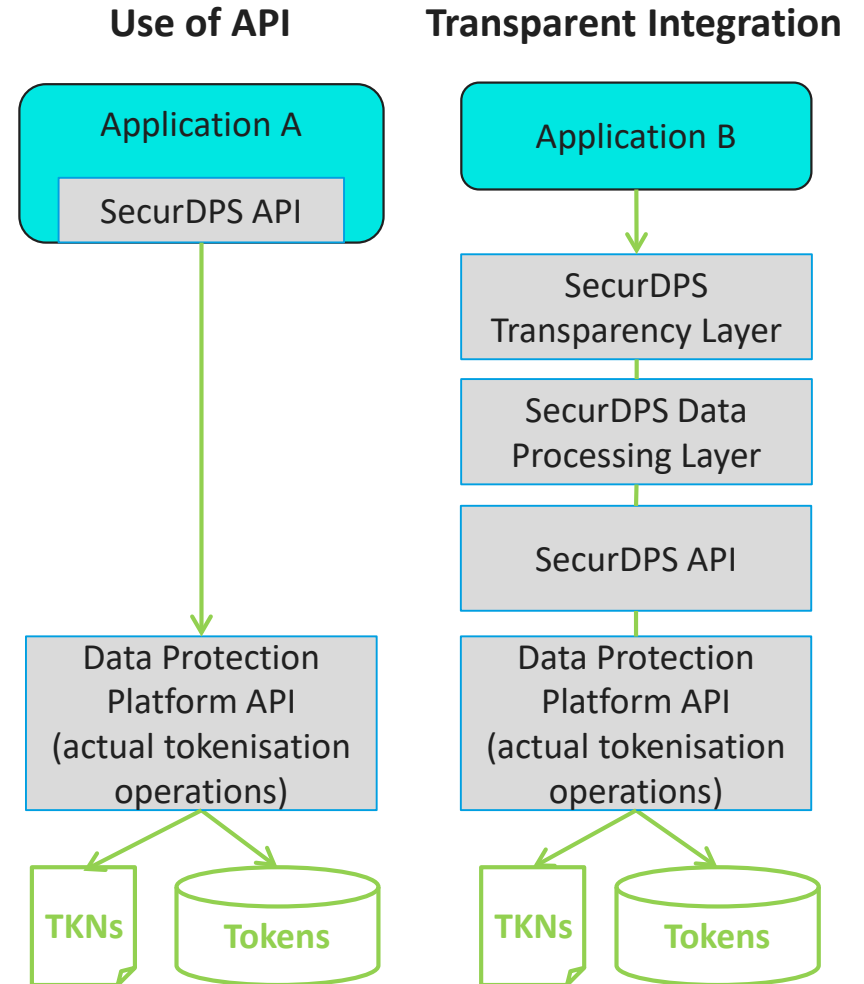 Use of API
Application A
SecurDPS API
Data Protection
Platform API
(actual tokenisation
operations)
TKNs
Tokens
Transparent Integration
Application B
SecurDPS
Transparency Layer
SecurDPS Data
Processing Layer
SecurDPS API
Data Protection
Platform API
(actual tokenisation
operations)
TKNs
Tokens